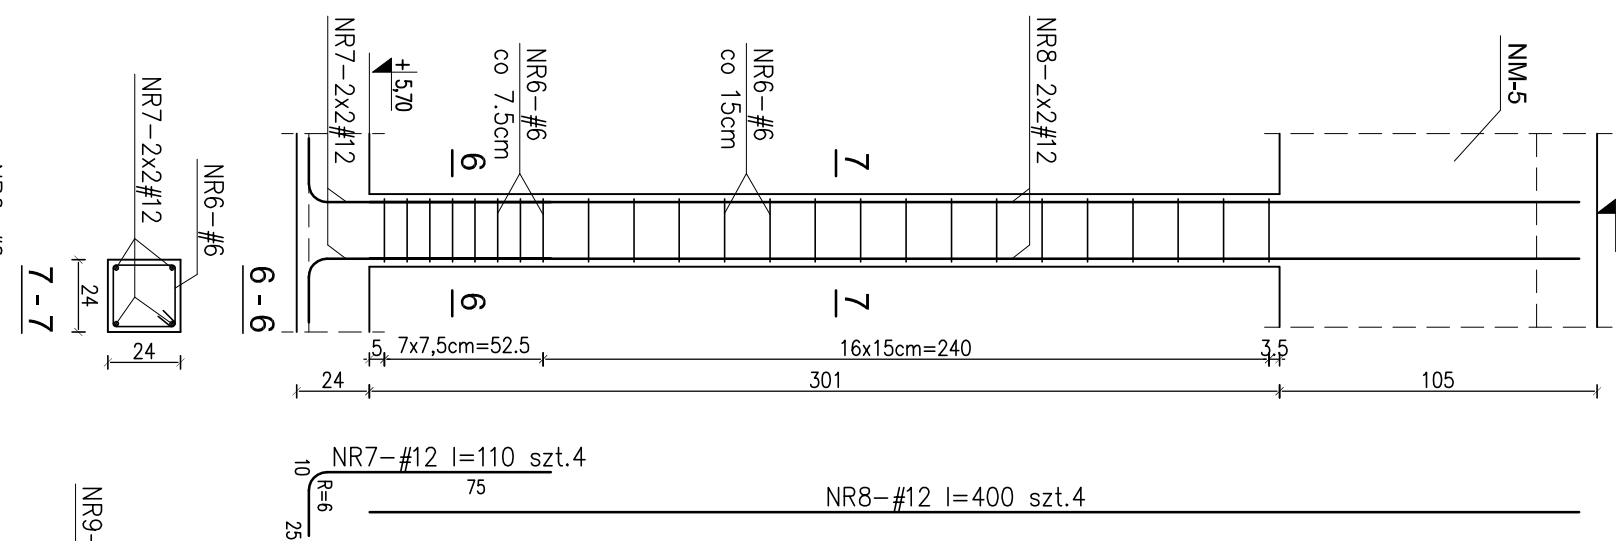 NR7-2x2#12
+5,70
NR6-#6
co 7.5cm
NR6-#6
co 15cm
NR8-2x2#12
NM-5
6
7
6
7
NR7-2x2#12
NR6-#6
24
24
7 - 7
6 - 6
5
7x7,5cm=52.5
16x15cm=240
3.5
24
301
105
NR7-#12 l=110 szt.4
10
R=6
75
25
NR8-#12 l=400 szt.4
NR9-